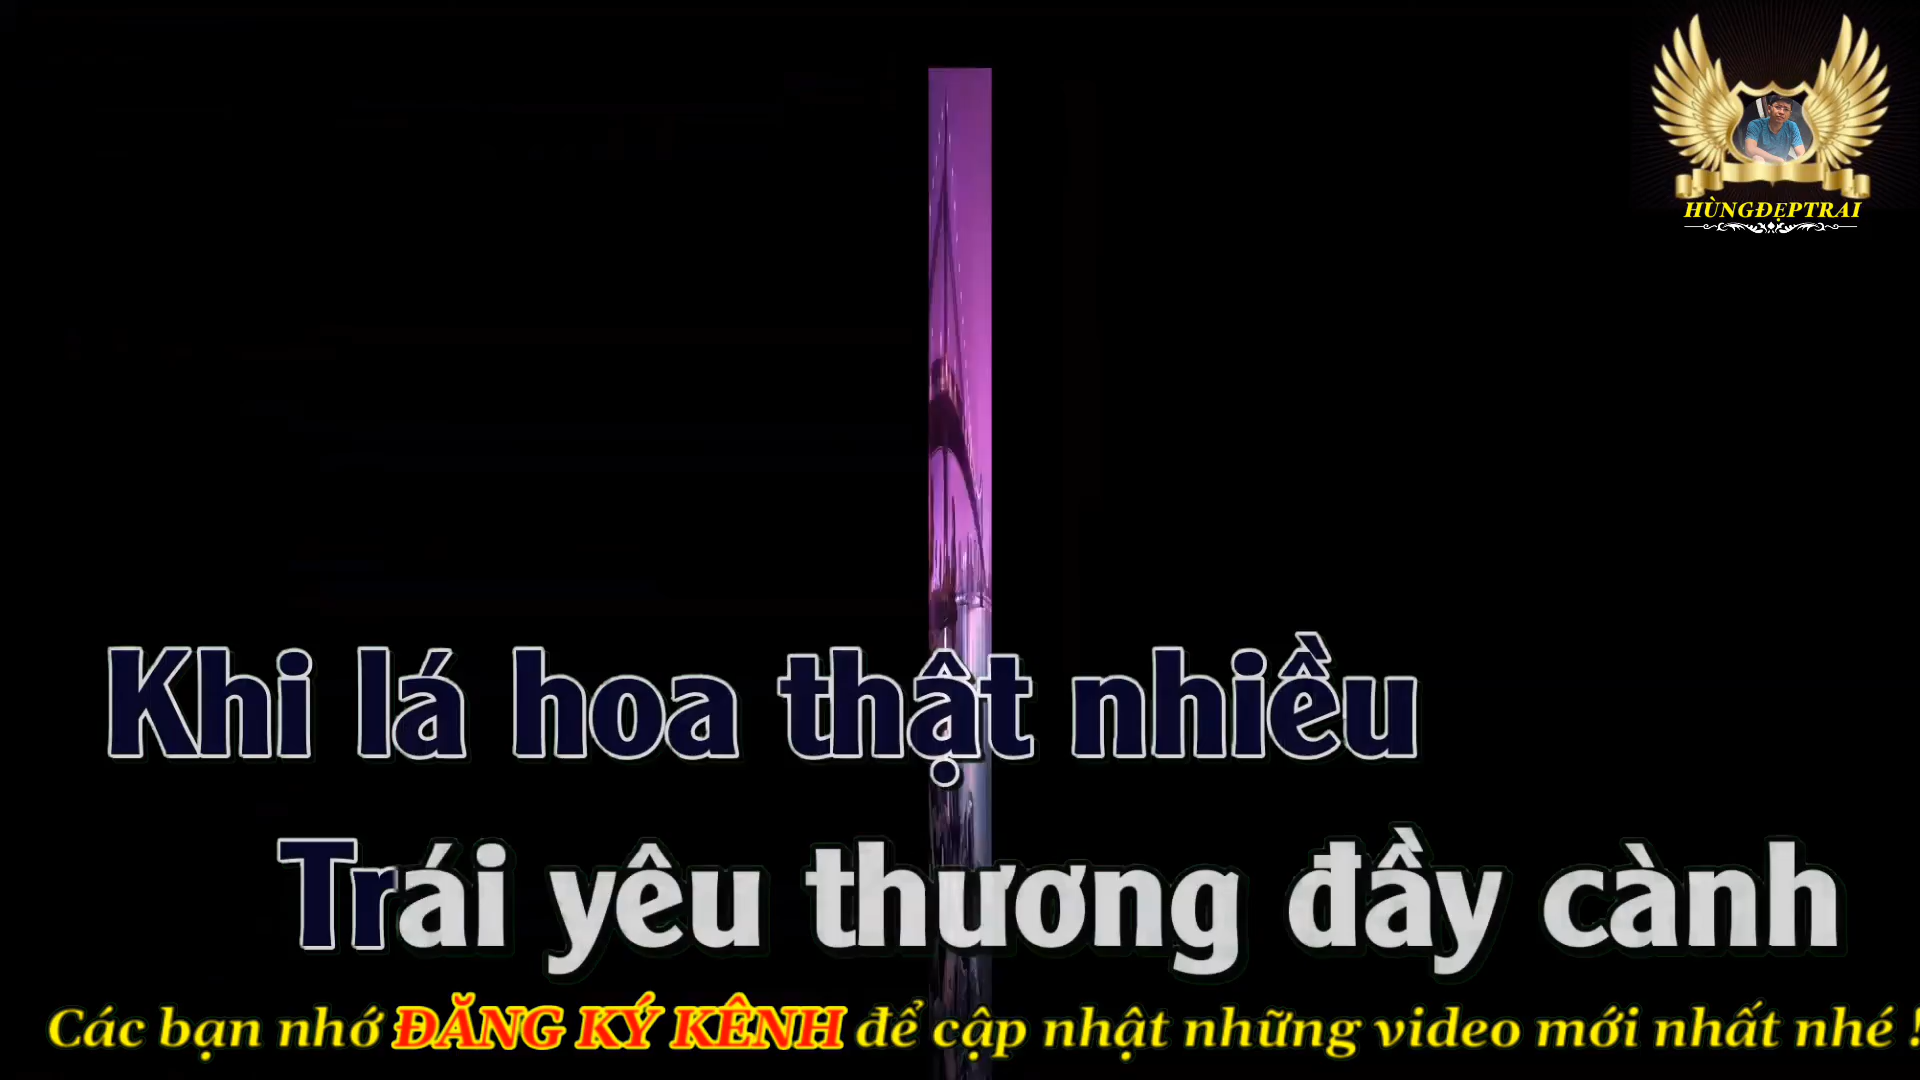 HÙNGĐẸPTRAI
Khi lá hoa thật nhiều
Trái yêu thương đầy cành
Các bạn nhớ ĐĂNG KÝ KÊNH để cập nhật những video mới nhất nhé !